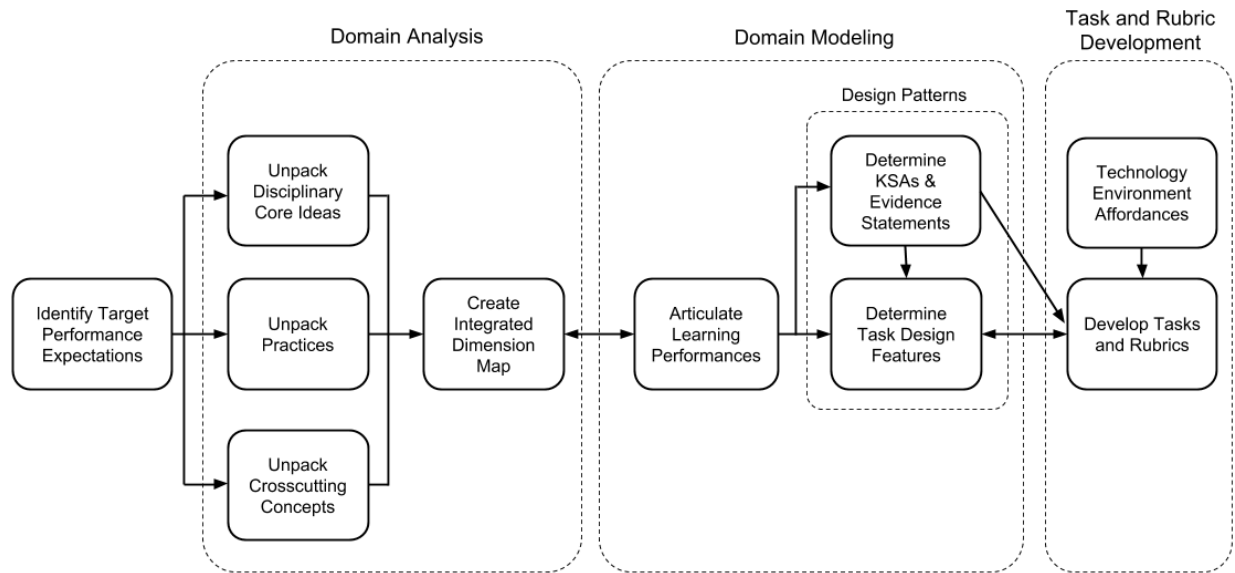 Domain Analysis
Domain Modeling
Task and Rubric
Development
Design Patterns
Unpack
Disciplinary
Core Ideas
Determine
KSAs &
Evidence
Statements
Technology
Environment
Affordances
Identify Target
Performance
Expectations
Unpack
Practices
Create
Integrated
Dimension
Map
Articulate
Learning
Performances
Determine
Task Design
Features
Develop Tasks
and Rubrics
Unpack
Crosscutting
Concepts